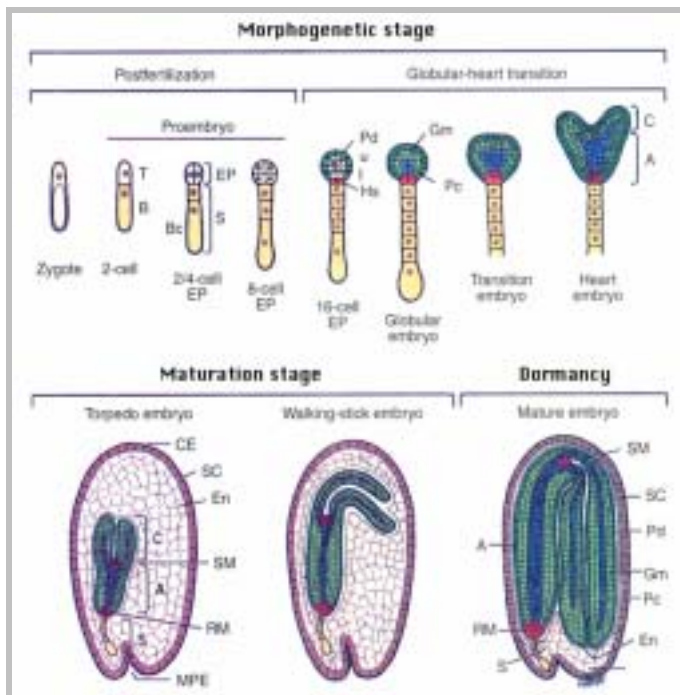 Morphogenetic stage
Postfertilization
Globular-heart transition
Proembryo
C
Pd
Gm
T
EP
u
A
l
Hs
Pc
B
S
Bc
Zygote
2-cell
2/4-cell
EP
8-cell
EP
16-cell
EP
Globular
embryo
Transition
embryo
Heart
embryo
Maturation stage
Dormancy
Torpedo embryo
Walking-stick embryo
Mature embryo
CE
SC
En
C
SM
A
RM
S
MPE
SM
SC
Pd
A
Gm
Pc
RM
En
S